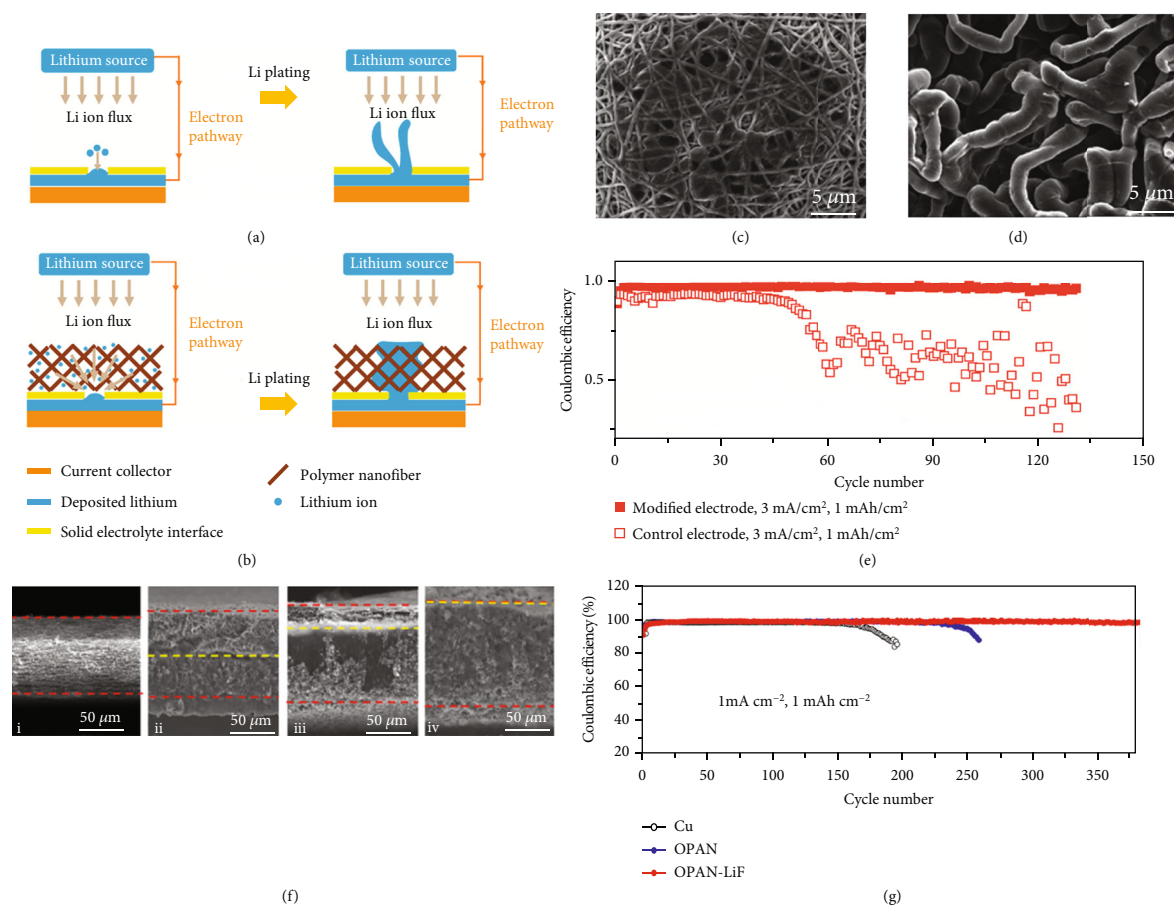 Lithium source
Li ion flux
Electron
pathway
Li plating
Lithium source
Li ion flux
Electron
pathway
(a)
Lithium source
Li ion flux
Electron
pathway
Li plating
Lithium source
Li ion flux
Electron
pathway
Current collector
Deposited lithium
Solid electrolyte interface
Polymer nanofiber
Lithium ion
(b)
5 μm
(c)
5 μm
(d)
Coulombic efficiency
1.0
0.5
0
30
60
90
120
150
Cycle number
Modified electrode, 3 mA/cm², 1 mAh/cm²
Control electrode, 3 mA/cm², 1 mAh/cm²
(e)
i
50 μm
ii
50 μm
iii
50 μm
iv
50 μm
(f)
Coulombic efficiency (%)
120
100
80
60
40
20
1mA cm⁻², 1 mAh cm⁻²
0
50
100
150
200
250
300
350
Cycle number
Cu
OPAN
OPAN-LiF
(g)